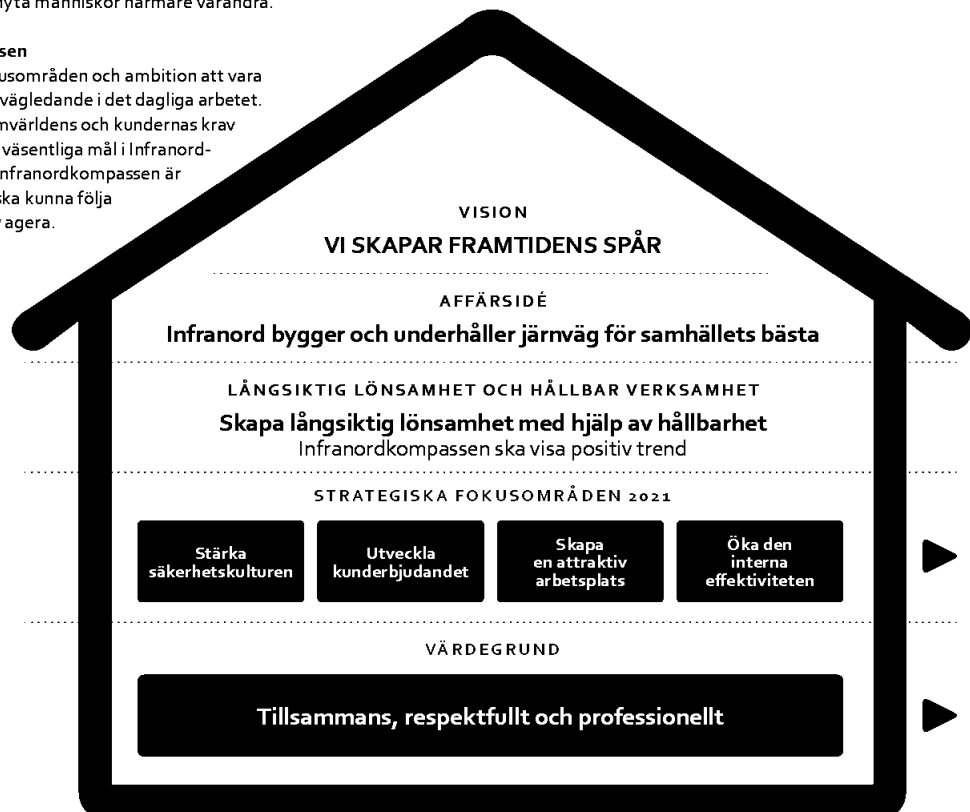 människor närmare varandra.
sen
usområden och ambition att vara
vägledande i det dagliga arbetet.
mvärldens och kundernas krav
väsentliga mål i Infranord-
nfranordkompassen är
ska kunna följa
agera.
VISION
VI SKAPAR FRAMTIDENS SPÅR
AFFÄRSIDÉ
Infranord bygger och underhåller järnväg för samhällets bästa
LÅNGSIKTIG LÖNSAMHET OCH HÅLLBAR VERKSAMHET
Skapa långsiktig lönsamhet med hjälp av hållbarhet
Infranordkompassen ska visa positiv trend
STRATEGISKA FOKUSOMRÅDEN 2021
Stärka
säkerhetskulturen
Utveckla
kunderbjudandet
Skapa
en attraktiv
arbetsplats
Öka den
interna
effektiviteten
VÄRDEGRUND
Tillsammans, respektfullt och professionellt